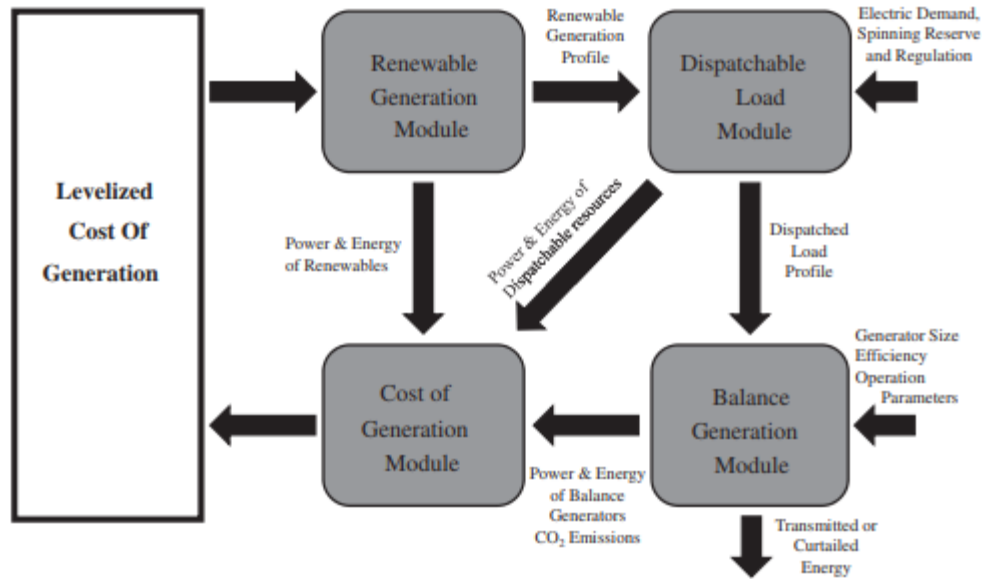 Levelized
Cost Of
Generation
Renewable
Generation
Module
Renewable
Generation
Profile
Dispatchable
Load
Module
Electric Demand,
Spinning Reserve
and Regulation
Power & Energy
of Renewables
Power & Energy of
Dispatchable resources
Dispatched
Load
Profile
Cost of
Generation
Module
Power & Energy
of Balance
Generators
CO₂ Emissions
Balance
Generation
Module
Generator Size
Efficiency
Operation
Parameters
Transmitted or
Curtailed
Energy